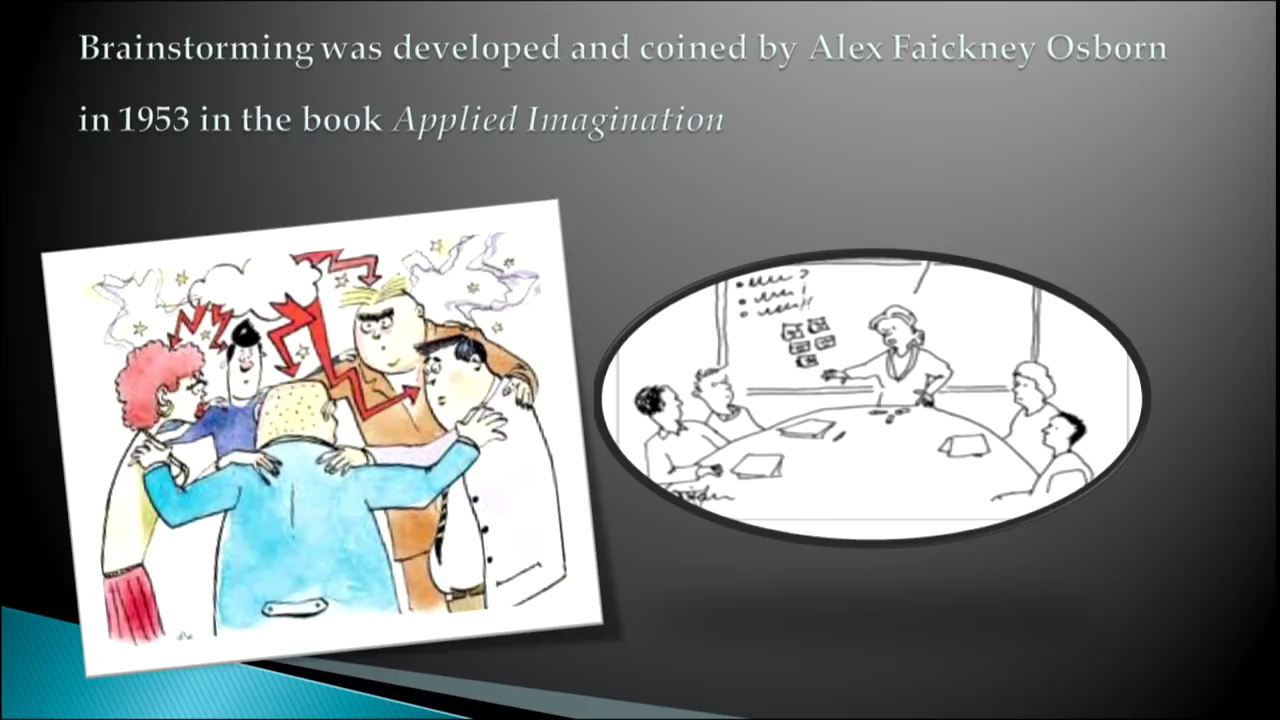 Brainstorming was developed and coined by Alex Faickney Osborn
in 1953 in the book Applied Imagination